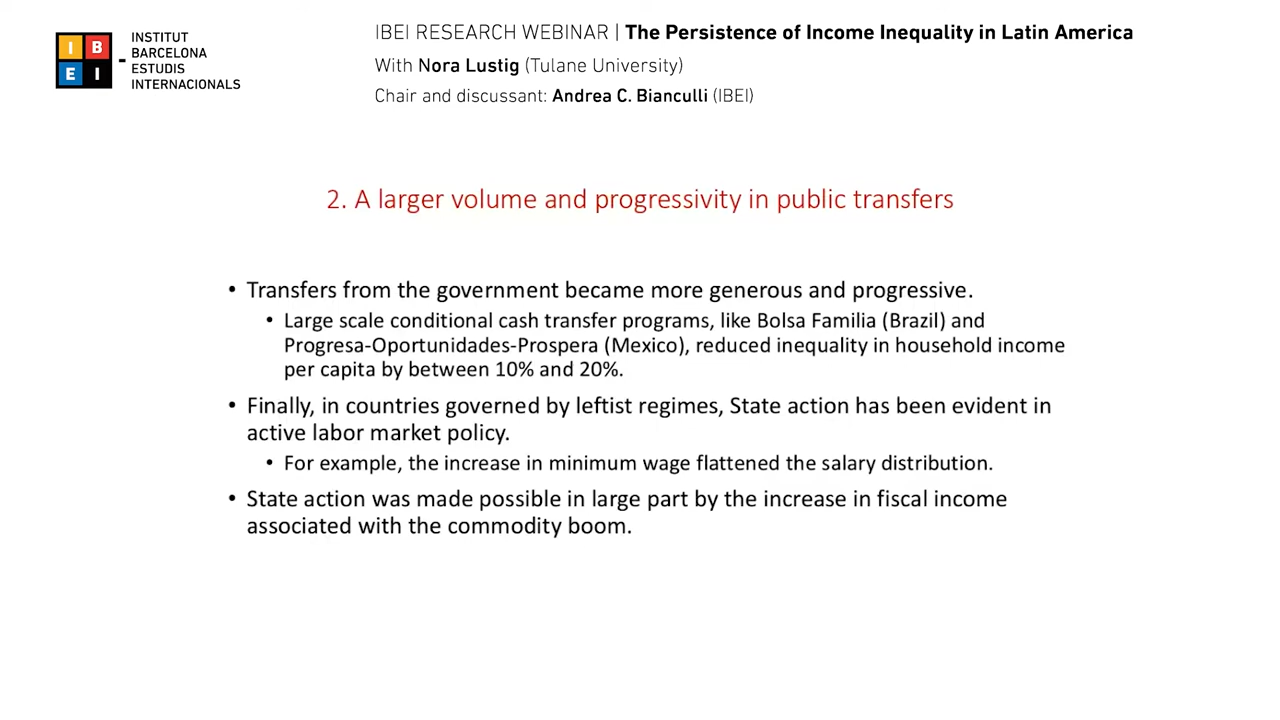 I B
E I
INSTITUT
BARCELONA
ESTUDIS
INTERNACIONALS
IBEI RESEARCH WEBINAR | The Persistence of Income Inequality in Latin America
With Nora Lustig (Tulane University)
Chair and discussant: Andrea C. Bianculli (IBEI)
2. A larger volume and progressivity in public transfers
• Transfers from the government became more generous and progressive.
• Large scale conditional cash transfer programs, like Bolsa Familia (Brazil) and
Progresa-Oportunidades-Prospera (Mexico), reduced inequality in household income
per capita by between 10% and 20%.
• Finally, in countries governed by leftist regimes, State action has been evident in
active labor market policy.
• For example, the increase in minimum wage flattened the salary distribution.
• State action was made possible in large part by the increase in fiscal income
associated with the commodity boom.